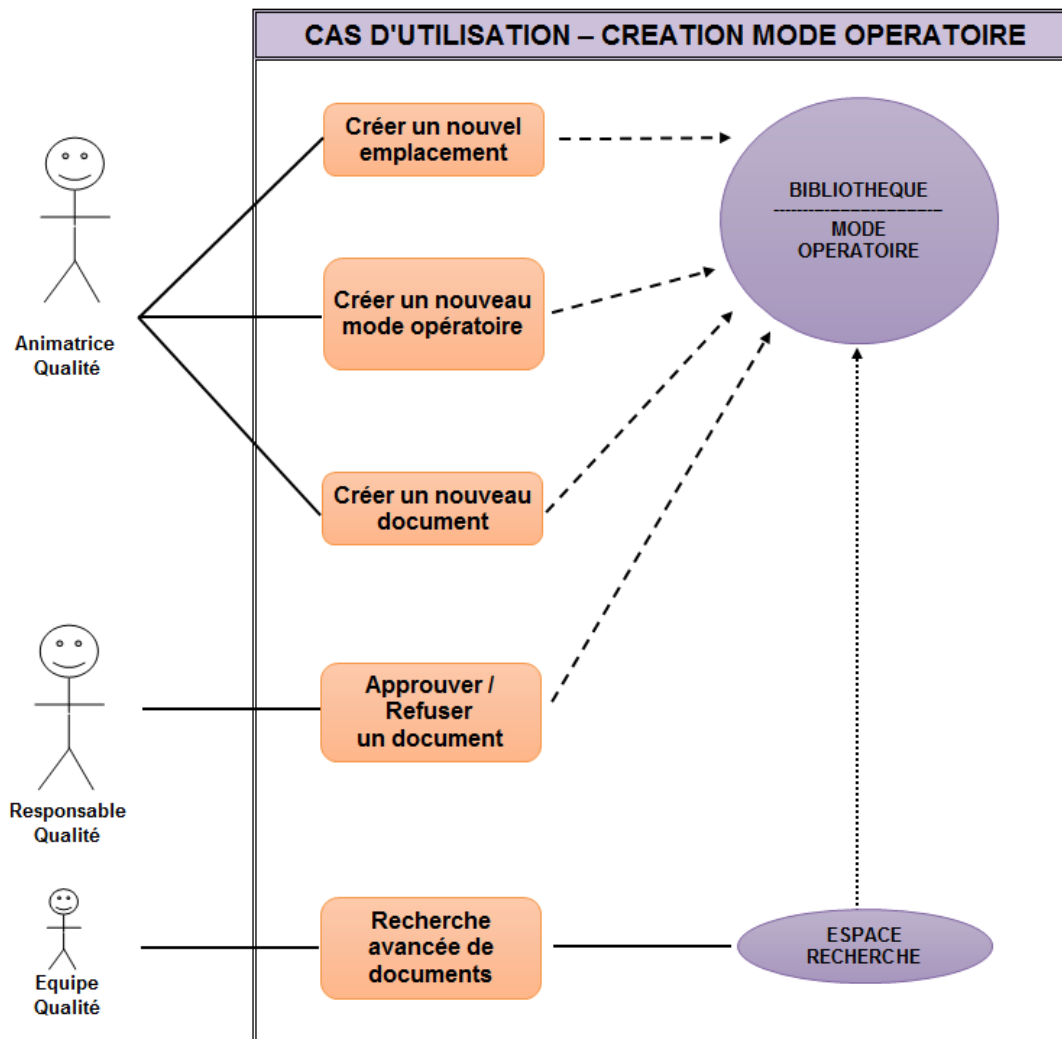 CAS D'UTILISATION – CREATION MODE OPERATOIRE
Créer un nouvel
emplacement
BIBLIOTHEQUE
MODE
OPERATOIRE
Créer un nouveau
mode opératoire
Animatrice
Qualité
Créer un nouveau
document
Approuver /
Refuser
un document
Responsable
Qualité
Recherche
avancée de
documents
ESPACE
RECHERCHE
Equipe
Qualité